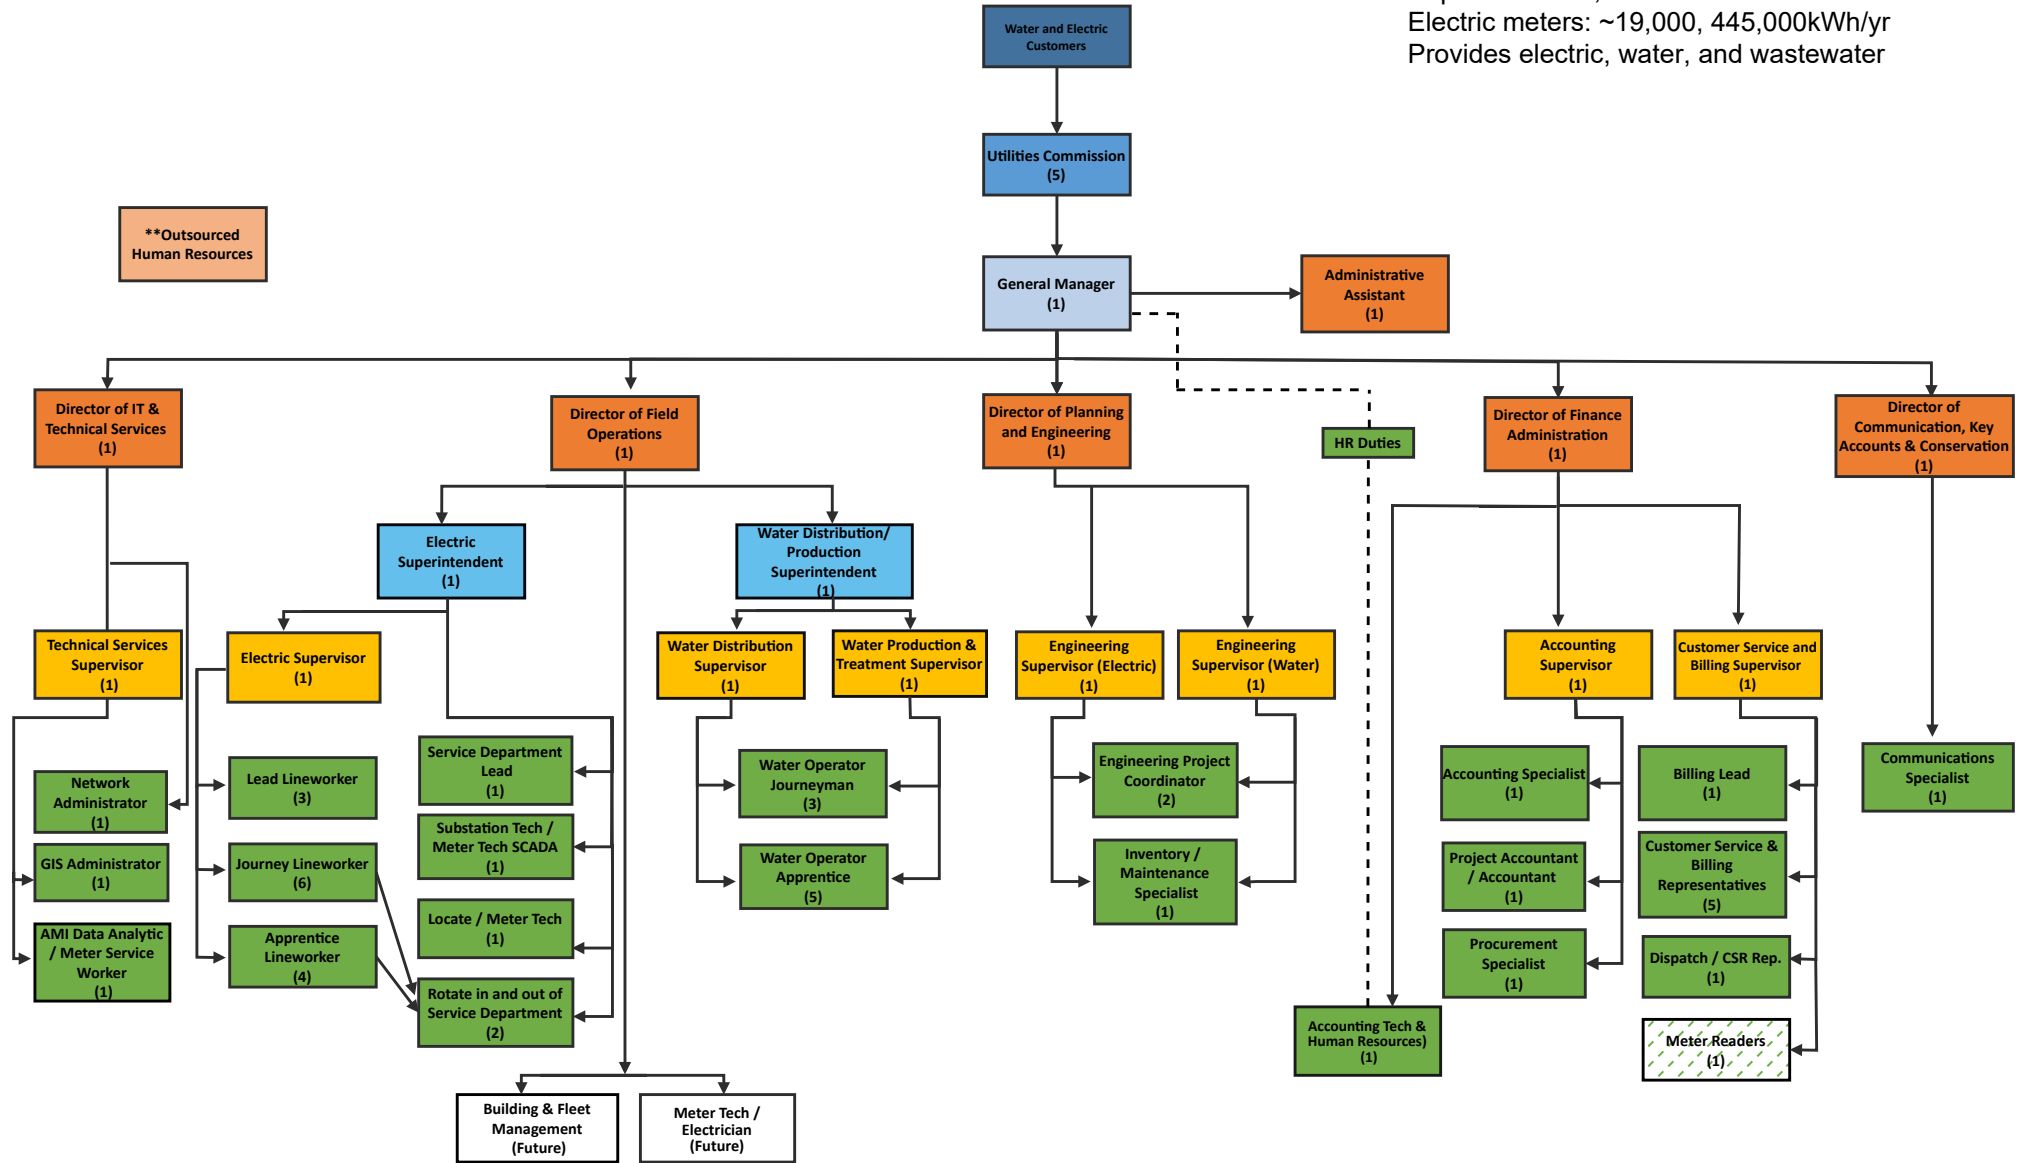 Electric meters: ~19,000, 445,000kWh/yr
Provides electric, water, and wastewater
Water and Electric
Customers
Utilities Commission
(5)
**Outsourced
Human Resources
General Manager
(1)
Administrative
Assistant
(1)
Director of IT &
Technical Services
(1)
Director of Field
Operations
(1)
Director of Planning
and Engineering
(1)
HR Duties
Director of Finance
Administration
(1)
Director of
Communication, Key
Accounts & Conservation
(1)
Electric
Superintendent
(1)
Water Distribution/
Production
Superintendent
(1)
Technical Services
Supervisor
(1)
Electric Supervisor
(1)
Water Distribution
Supervisor
(1)
Water Production &
Treatment Supervisor
(1)
Engineering
Supervisor (Electric)
(1)
Engineering
Supervisor (Water)
(1)
Accounting
Supervisor
(1)
Customer Service and
Billing Supervisor
(1)
Network
Administrator
(1)
GIS Administrator
(1)
AMI Data Analytic
/ Meter Service
Worker
(1)
Lead Lineworker
(3)
Journey Lineworker
(6)
Apprentice
Lineworker
(4)
Service Department
Lead
(1)
Substation Tech /
Meter Tech SCADA
(1)
Locate / Meter Tech
(1)
Rotate in and out of
Service Department
(2)
Water Operator
Journeyman
(3)
Water Operator
Apprentice
(5)
Engineering Project
Coordinator
(2)
Inventory /
Maintenance
Specialist
(1)
Accounting Specialist
(1)
Project Accountant
/ Accountant
(1)
Procurement
Specialist
(1)
Billing Lead
(1)
Customer Service &
Billing
Representatives
(5)
Dispatch / CSR Rep.
(1)
Meter Readers
(1)
Communications
Specialist
(1)
Accounting Tech &
Human Resources)
(1)
Building & Fleet
Management
(Future)
Meter Tech /
Electrician
(Future)